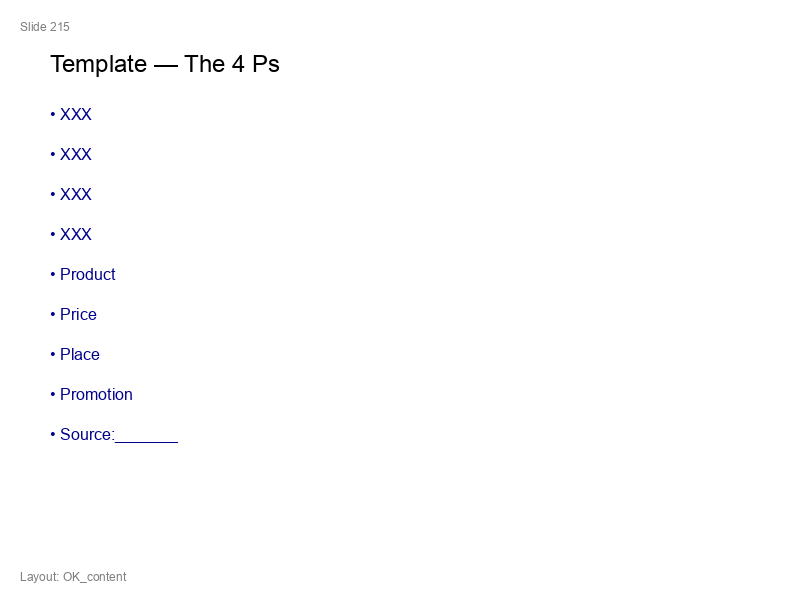 Slide 215
Template — The 4 Ps
• XXX
• XXX
• XXX
• XXX
• Product
• Price
• Place
• Promotion
• Source:_______
Layout: OK_content